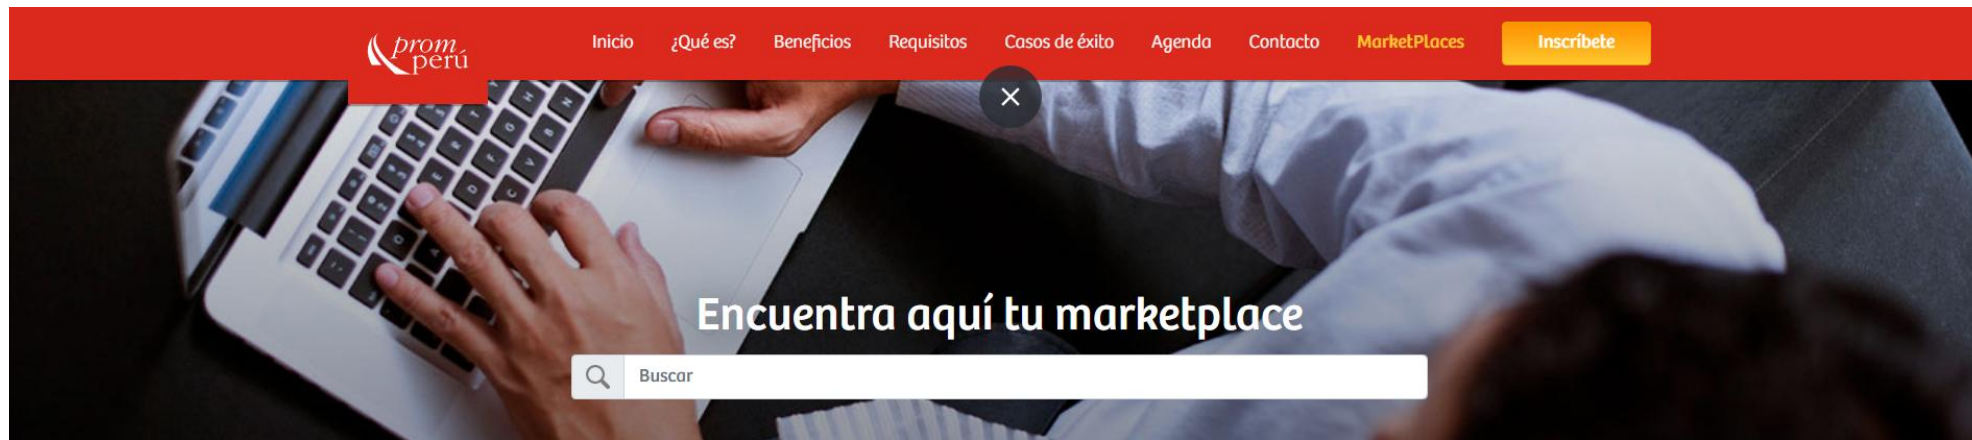 prom
perú
Inicio ¿Qué es? Beneficios Requisitos Casos de éxito Agenda Contacto MarketPlaces Inscríbete
Encuentra aquí tu marketplace
Buscar